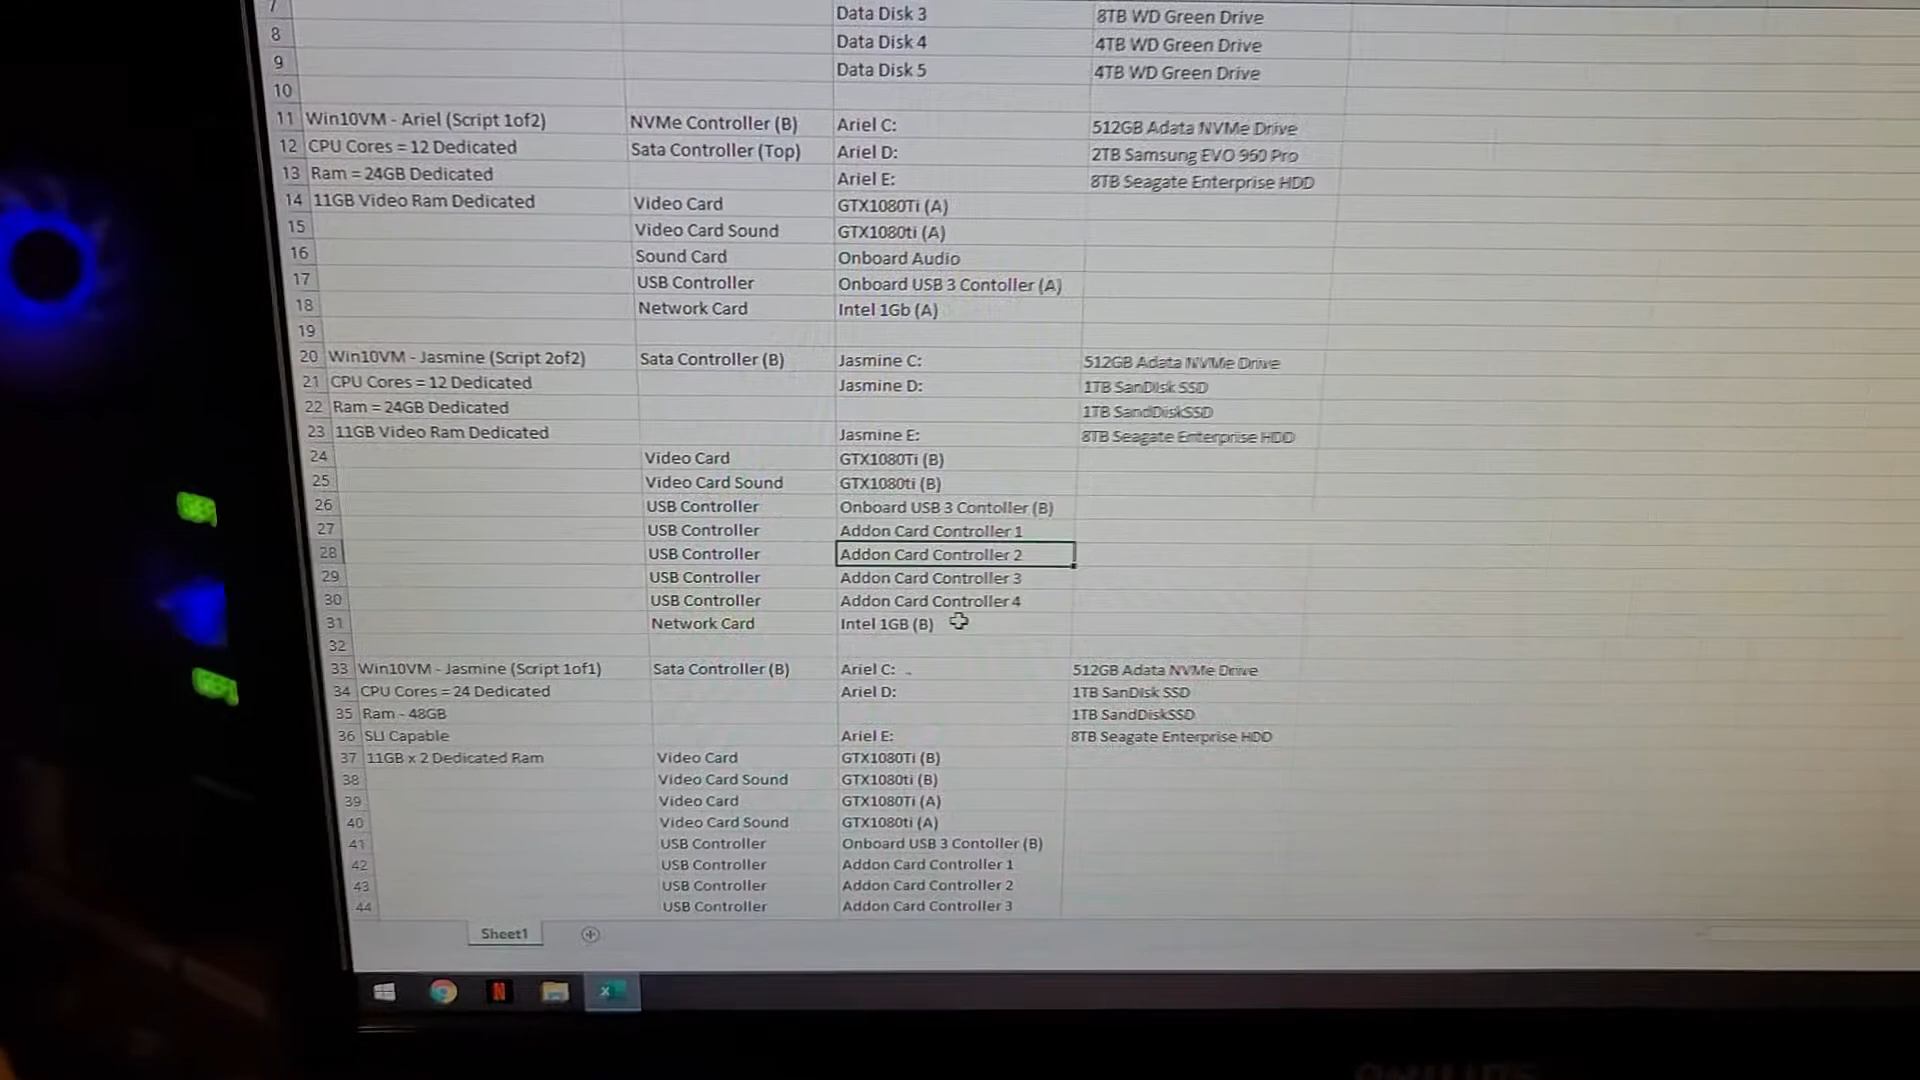 7 Data Disk 3 8TB WD Green Drive
8 Data Disk 4 4TB WD Green Drive
9 Data Disk 5 4TB WD Green Drive
10
11 Win10VM - Ariel (Script 1of2) NVMe Controller (B) Ariel C: 512GB Adata NVMe Drive
12 CPU Cores = 12 Dedicated Sata Controller (Top) Ariel D: 2TB Samsung EVO 960 Pro
13 Ram = 24GB Dedicated Ariel E: 8TB Seagate Enterprise HDD
14 11GB Video Ram Dedicated Video Card GTX1080Ti (A)
15 Video Card Sound GTX1080ti (A)
16 Sound Card Onboard Audio
17 USB Controller Onboard USB 3 Contoller (A)
18 Network Card Intel 1Gb (A)
19
20 Win10VM - Jasmine (Script 2of2) Sata Controller (B) Jasmine C: 512GB Adata NVMe Drive
21 CPU Cores = 12 Dedicated Jasmine D: 1TB SanDisk SSD
22 Ram = 24GB Dedicated 1TB SandDiskSSD
23 11GB Video Ram Dedicated Jasmine E: 8TB Seagate Enterprise HDD
24 Video Card GTX1080Ti (B)
25 Video Card Sound GTX1080ti (B)
26 USB Controller Onboard USB 3 Contoller (B)
27 USB Controller Addon Card Controller 1
28 USB Controller Addon Card Controller 2
29 USB Controller Addon Card Controller 3
30 USB Controller Addon Card Controller 4
31 Network Card Intel 1GB (B)
32
33 Win10VM - Jasmine (Script 1of1) Sata Controller (B) Ariel C: 512GB Adata NVMe Drive
34 CPU Cores = 24 Dedicated Ariel D: 1TB SanDisk SSD
35 Ram - 48GB 1TB SandDiskSSD
36 SLI Capable Ariel E: 8TB Seagate Enterprise HDD
37 11GB x 2 Dedicated Ram Video Card GTX1080Ti (B)
38 Video Card Sound GTX1080ti (B)
39 Video Card GTX1080Ti (A)
40 Video Card Sound GTX1080ti (A)
41 USB Controller Onboard USB 3 Contoller (B)
42 USB Controller Addon Card Controller 1
43 USB Controller Addon Card Controller 2
44 USB Controller Addon Card Controller 3
Sheet1